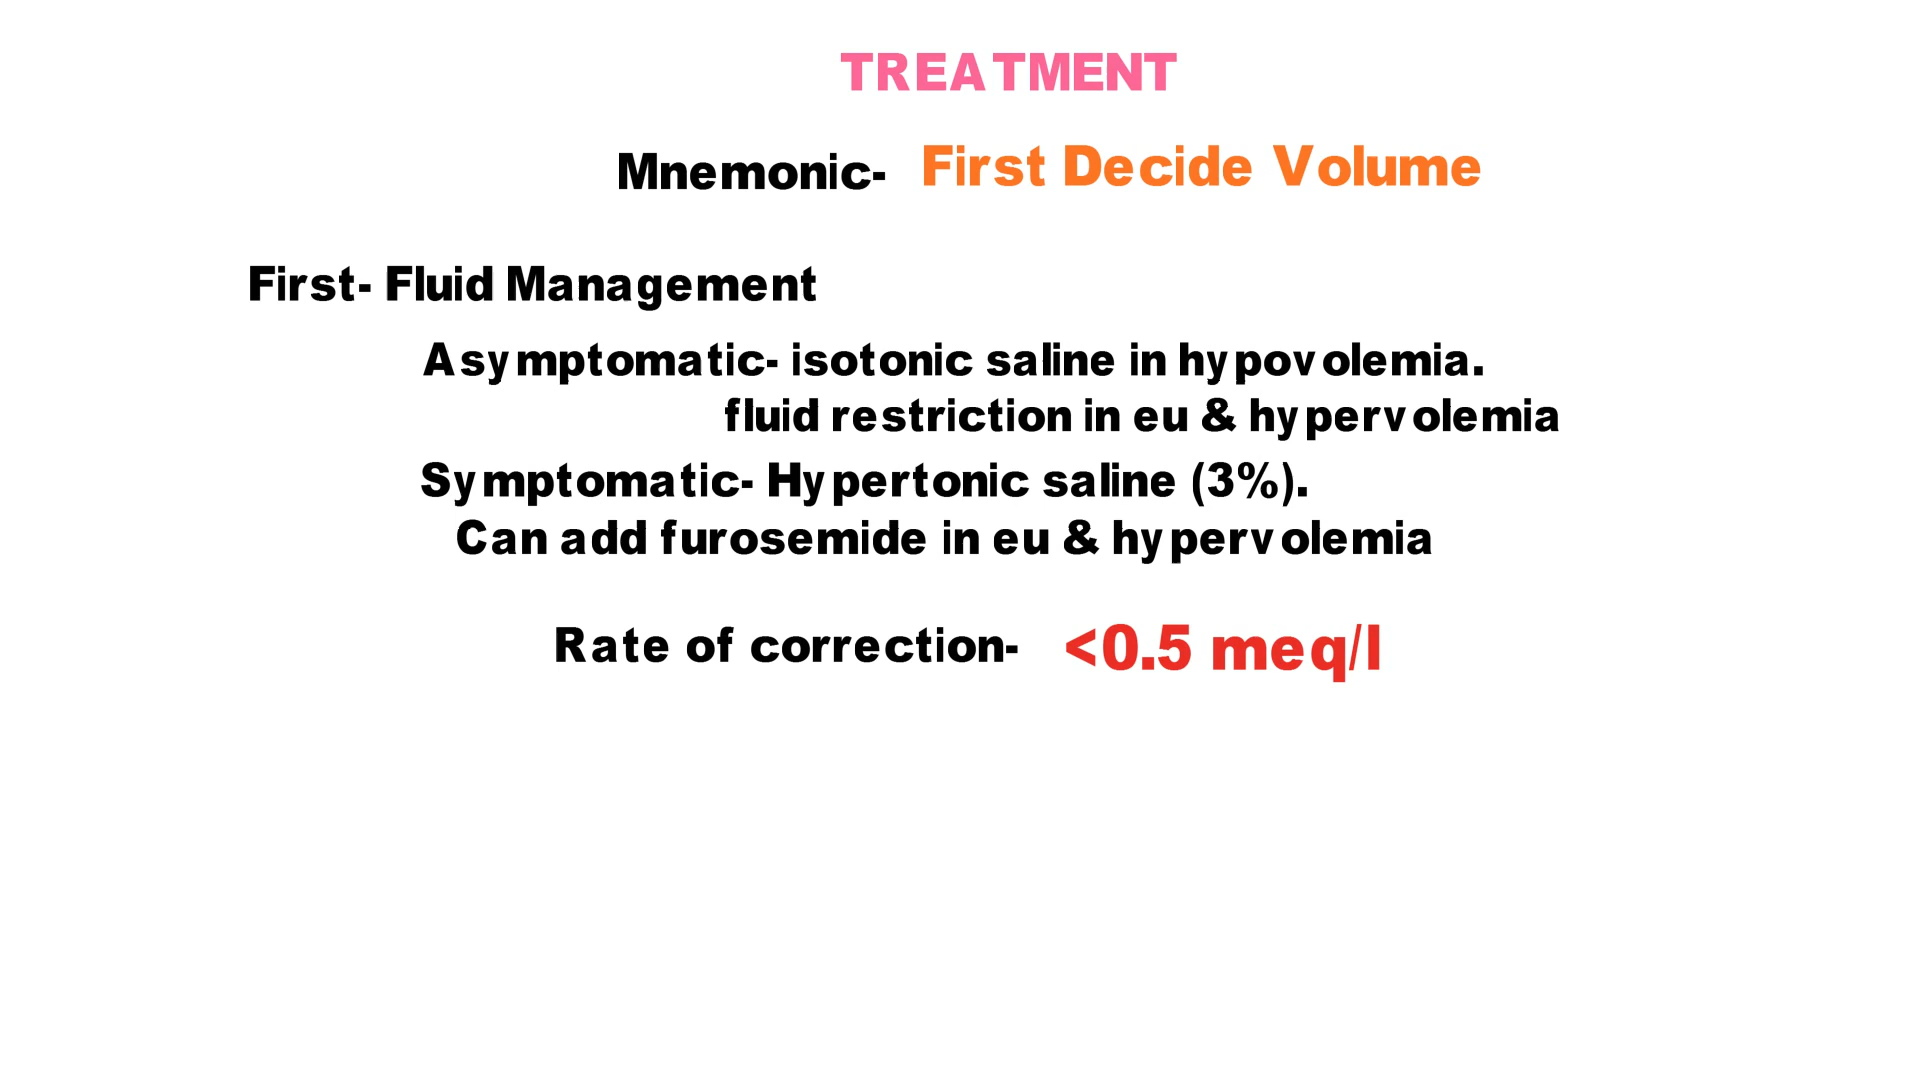 TREATMENT
Mnemonic- First Decide Volume
First- Fluid Management
Asymptomatic- isotonic saline in hypovolemia.
fluid restriction in eu & hypervolemia
Symptomatic- Hypertonic saline (3%).
Can add furosemide in eu & hypervolemia
Rate of correction- <0.5 meq/l